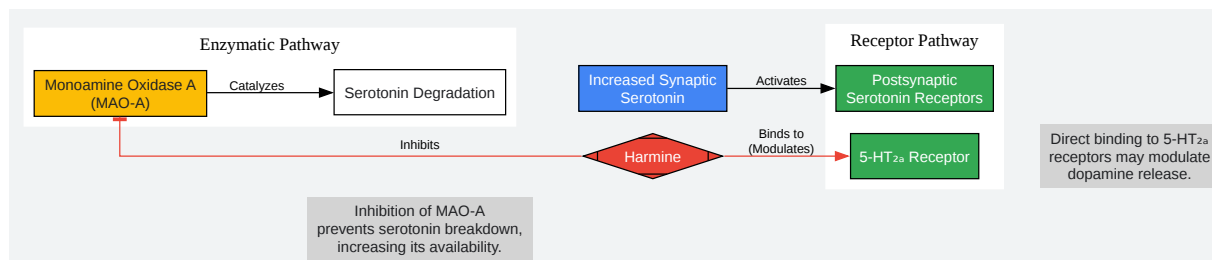 Enzymatic Pathway
Monoamine Oxidase A
(MAO-A)
Catalyzes
Serotonin Degradation
Increased Synaptic
Serotonin
Activates
Receptor Pathway
Postsynaptic
Serotonin Receptors
Inhibits
Harmine
Binds to
(Modulates)
5-HT₂ₐ Receptor
Direct binding to 5-HT₂ₐ
receptors may modulate
dopamine release.
Inhibition of MAO-A
prevents serotonin breakdown,
increasing its availability.